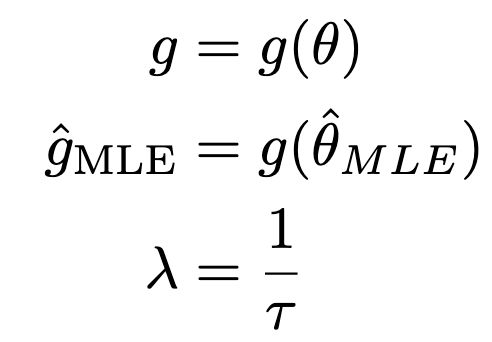 g = g(θ)
ĝ_MLE = g(θ̂_MLE)
λ = 1/τ